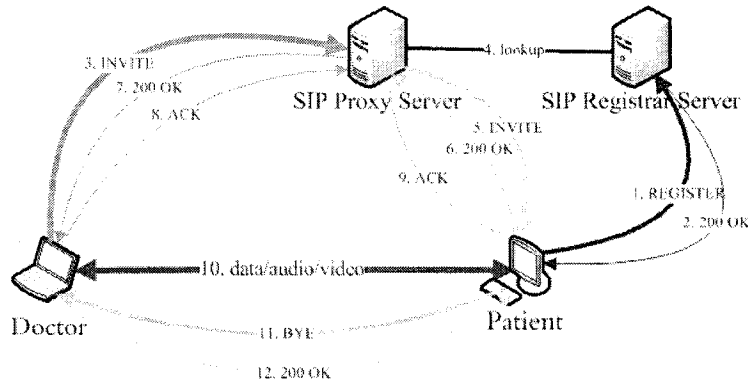 3. INVITE
7. 200 OK
8. ACK
4. lookup
SIP Proxy Server
SIP Registrar Server
5. INVITE
6. 200 OK
9. ACK
1. REGISTER
2. 200 OK
10. data/audio/video
Doctor
Patient
11. BYE
12. 200 OK